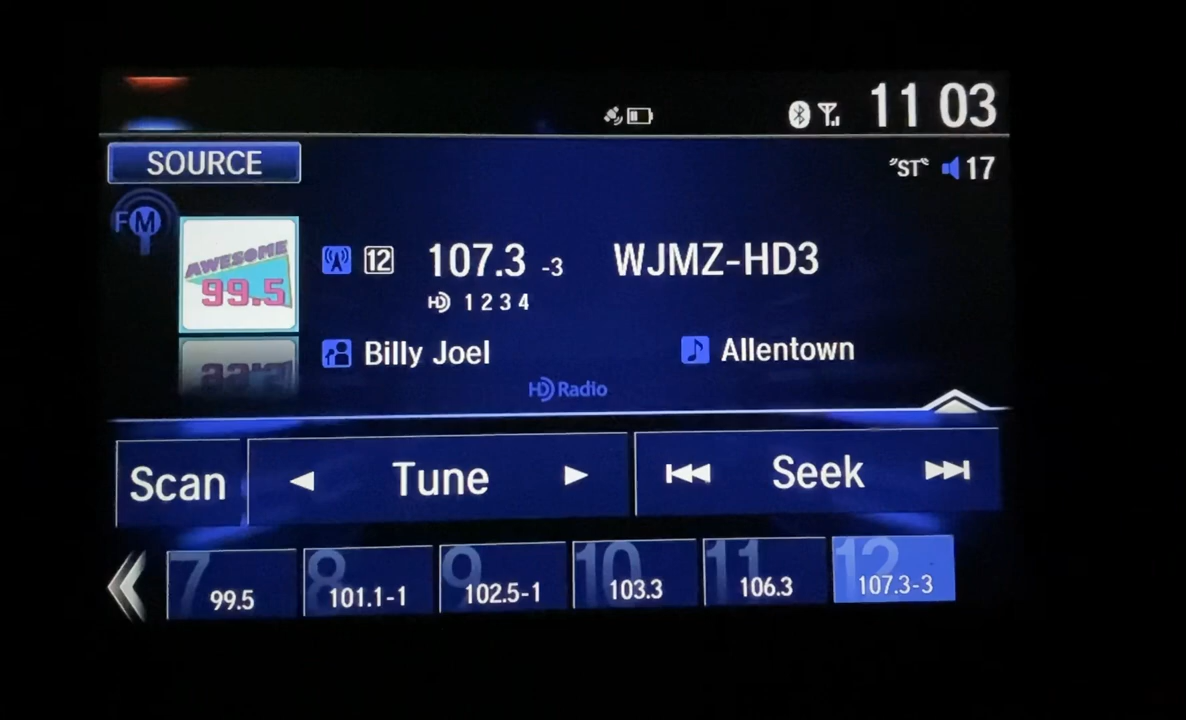 11 03
SOURCE
"ST" 17
FM
AWESOME
99.5
12 107.3 -3 WJMZ-HD3
HD 1 2 3 4
Billy Joel Allentown
HD Radio
Scan Tune Seek
7 8 9 10 11 12
99.5 101.1-1 102.5-1 103.3 106.3 107.3-3